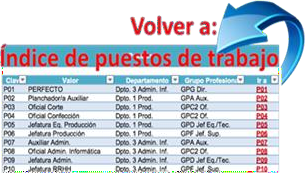 Volver a:
Índice de puestos de trabajo
Clave Valor Departamento Grupo Profesional Ir a
P01 PERFECTO Dpto. 3 Admin. Inf. GPG Dir. P01
P02 Planchador/a Auxiliar Dpto. 1 Prod. GPA Aux. P02
P03 Oficial Corte Dpto. 1 Prod. GPC2 Of. P03
P04 Oficial Confección Dpto. 1 Prod. GPC2 Of. P04
P05 Jefatura Eq. Producción Dpto. 1 Prod. GPD Jef Eq./Tec. P05
P06 Jefatura Producción Dpto. 1 Prod. GPE Jef. Sup. P06
P07 Auxiliar Admin. Dpto. 3 Admin. Inf. GPA Aux. P07
P08 Oficial Admin. Informática Dpto. 3 Admin. Inf. GPC2 Of. P08
P09 Jefatura Admin. Dpto. 3 Admin. Inf. GPD Jef Eq./Tec. P09
P10 Jefatura RRHH Dpto. 3 Admin. Inf. GPF Jef. Sup. P10